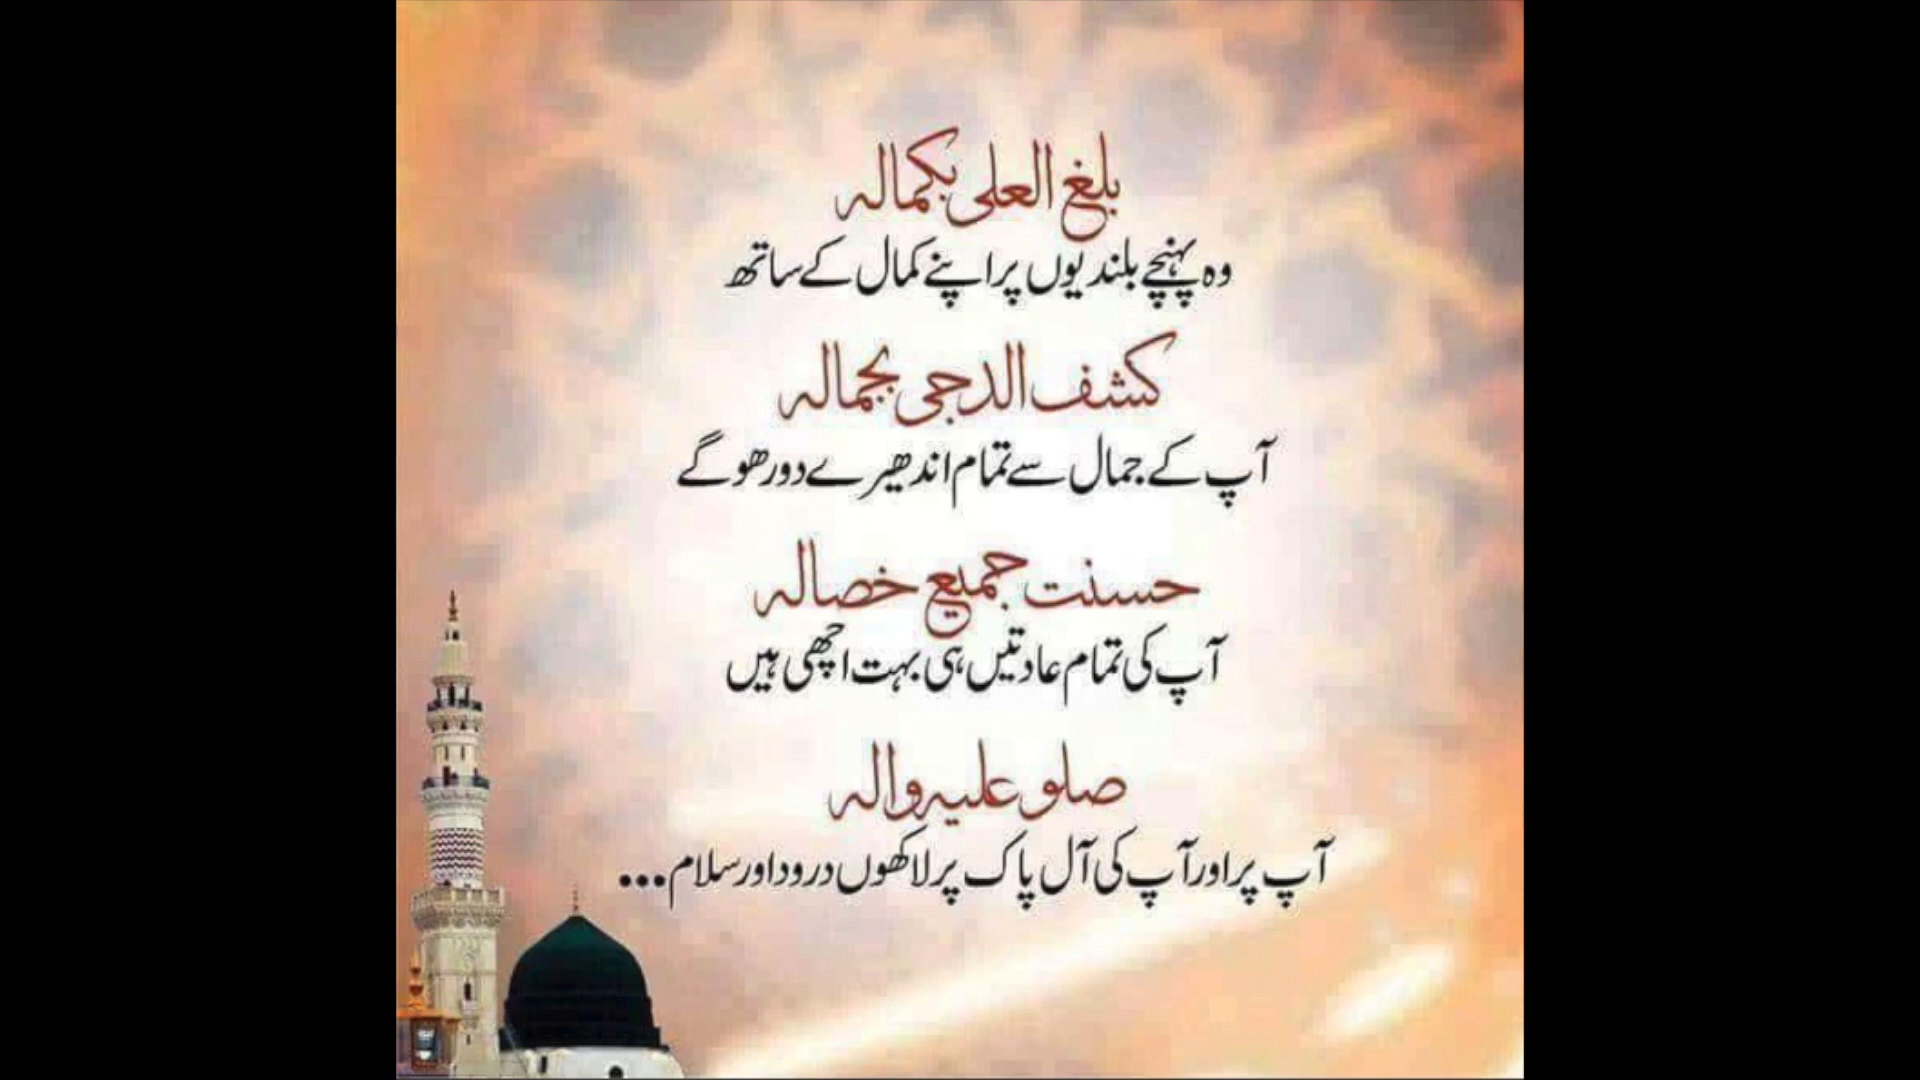 بلغ العلی بکمالہ
وہ پہنچے بلندیوں پر اپنے کمال کے ساتھ
کشف الدجی بجمالہ
آپ کے جمال سے تمام اندھیرے دور ھوگے
حسنت جمیع خصالہ
آپ کی تمام عادتیں ہی بہت اچھی ہیں
صلو علیہ والہ
آپ پر اور آپ کی آل پاک پر لاکھوں درود اور سلام...